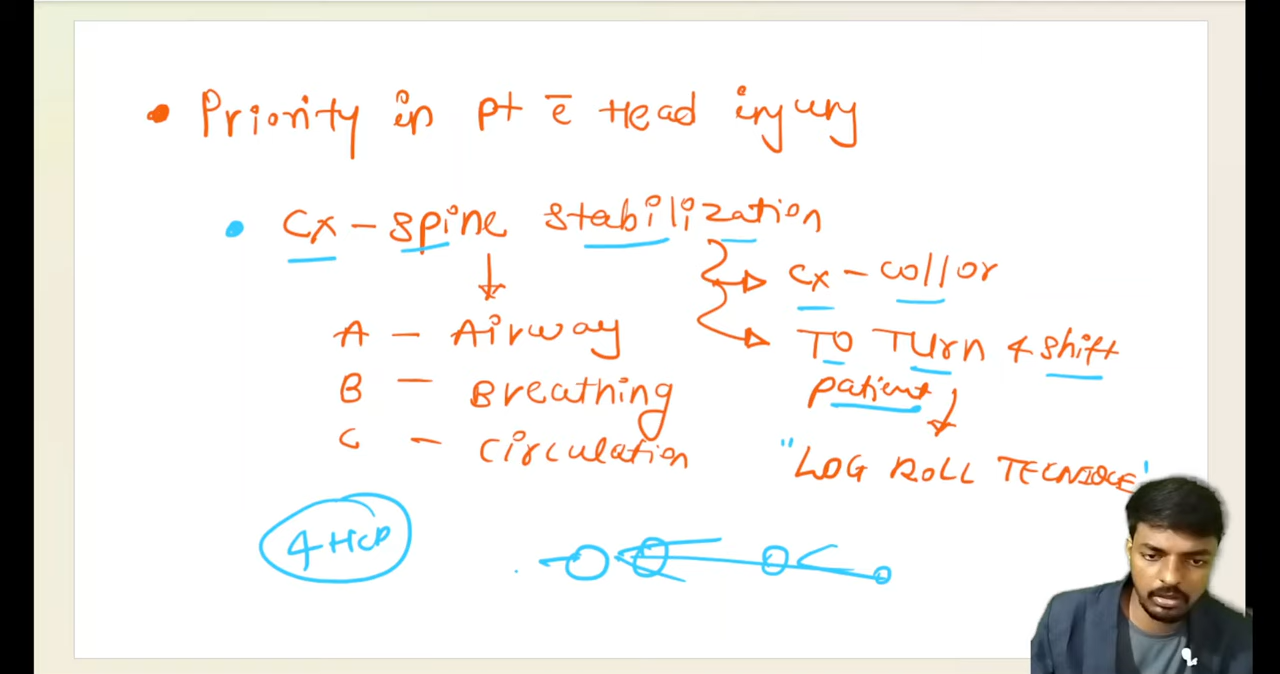 • Priority in pt c̄ Head injury
• Cx - spine stabilization
Cx - collor
A - Airway
To Turn & shift
patient
B - Breathing
C - Circulation
"LOG ROLL TECNIQUE"
4 HCP